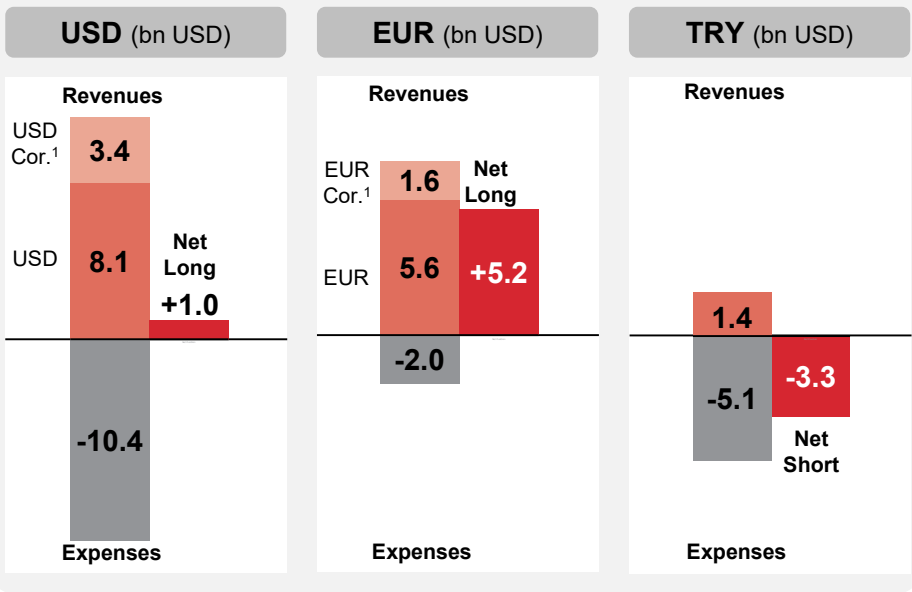 USD (bn USD)
Revenues
USD
Cor.¹
3.4
USD
8.1
Net
Long
+1.0
-10.4
Expenses
EUR (bn USD)
Revenues
EUR
Cor.¹
1.6
Net
Long
EUR
5.6
+5.2
-2.0
Expenses
TRY (bn USD)
Revenues
1.4
-5.1
-3.3
Net
Short
Expenses